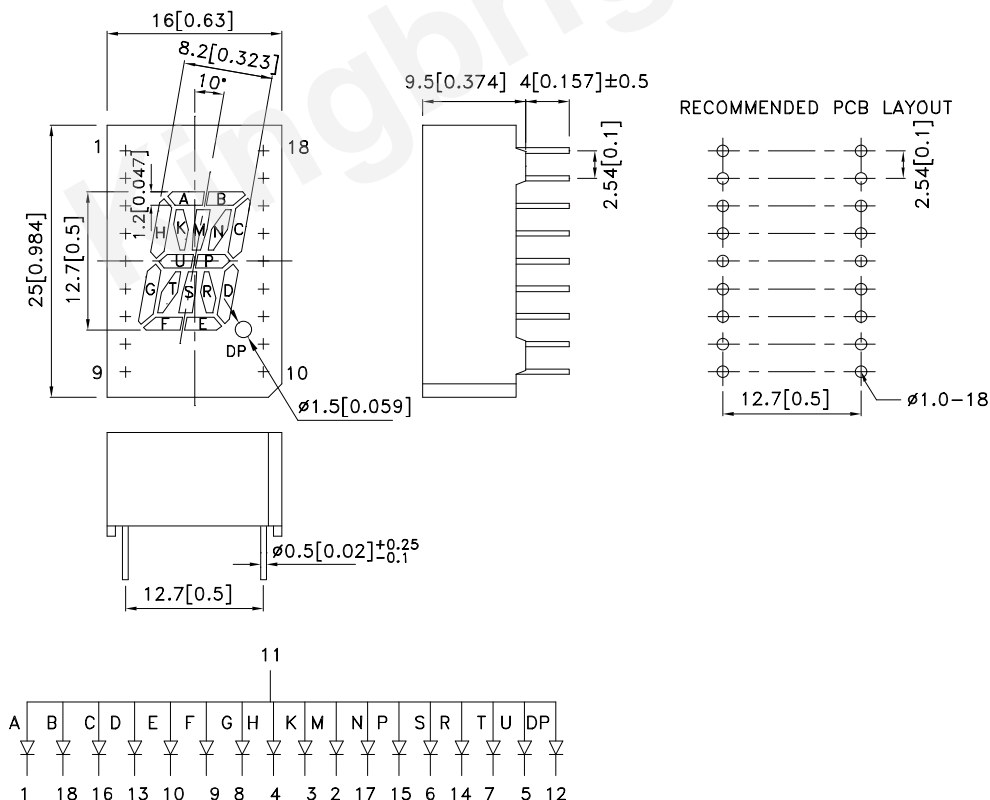 Kingbright
16[0.63]
8.2[0.323]
10°
9.5[0.374] 4[0.157]±0.5
RECOMMENDED PCB LAYOUT
1 18
2.54[0.1]
2.54[0.1]
1.2[0.047]
25[0.984]
12.7[0.5]
A B
H K M N C
U P
G T S R D
F E
DP
9 10
ø1.5[0.059]
12.7[0.5]
ø1.0-18
ø0.5[0.02]+0.25 -0.1
12.7[0.5]
11
A B C D E F G H K M N P S R T U DP
1 18 16 13 10 9 8 4 3 2 17 15 6 14 7 5 12